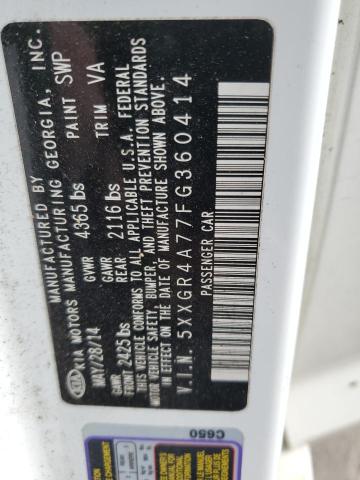 MANUFACTURED BY
KIA MOTORS MANUFACTURING GEORGIA, INC.
MAY/28/14 GVWR 4365 lbs PAINT SWP
GAWR FRONT 2425 lbs GAWR REAR 2116 lbs TRIM VA
THIS VEHICLE CONFORMS TO ALL APPLICABLE U.S.A. FEDERAL
MOTOR VEHICLE SAFETY, BUMPER, AND THEFT PREVENTION STANDARDS
IN EFFECT ON THE DATE OF MANUFACTURE SHOWN ABOVE.
V.I.N. 5XXGR4A77FG360414
PASSENGER CAR
C650